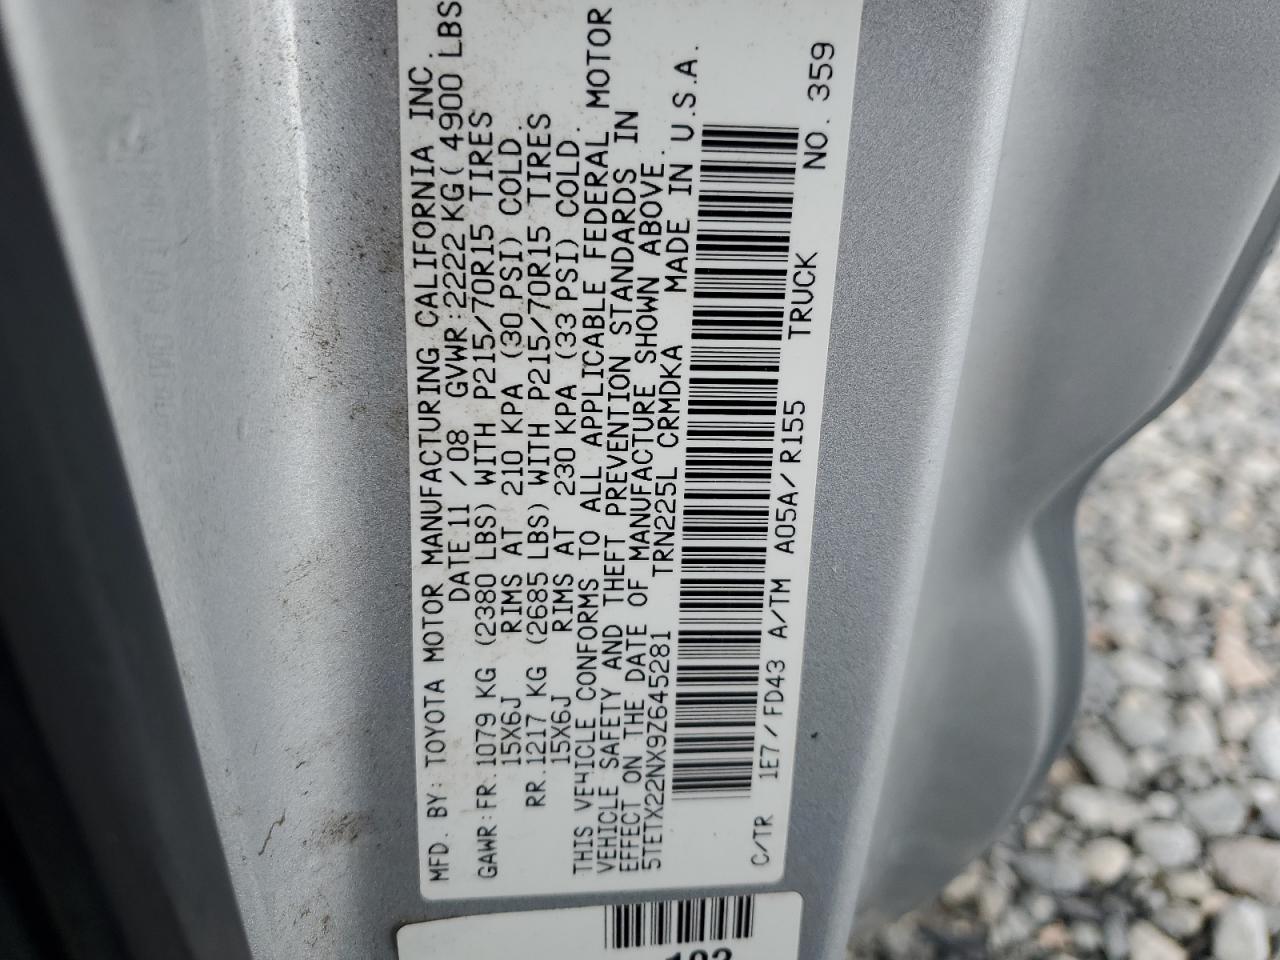 MFD. BY: TOYOTA MOTOR MANUFACTURING CALIFORNIA INC.
DATE 11 /08 GVWR:2222 KG( 4900 LBS
GAWR:FR.1079 KG (2380 LBS) WITH P215/70R15 TIRES
15X6J RIMS AT 210 KPA (30 PSI) COLD.
RR.1217 KG (2685 LBS) WITH P215/70R15 TIRES
15X6J RIMS AT 230 KPA (33 PSI) COLD.
THIS VEHICLE CONFORMS TO ALL APPLICABLE FEDERAL MOTOR
VEHICLE SAFETY AND THEFT PREVENTION STANDARDS IN
EFFECT ON THE DATE OF MANUFACTURE SHOWN ABOVE.
5TETX22NX9Z645281 TRN225L CRMDKA MADE IN U.S.A.
C/TR 1E7/FD43 A/TM A05A/R155 TRUCK NO. 359